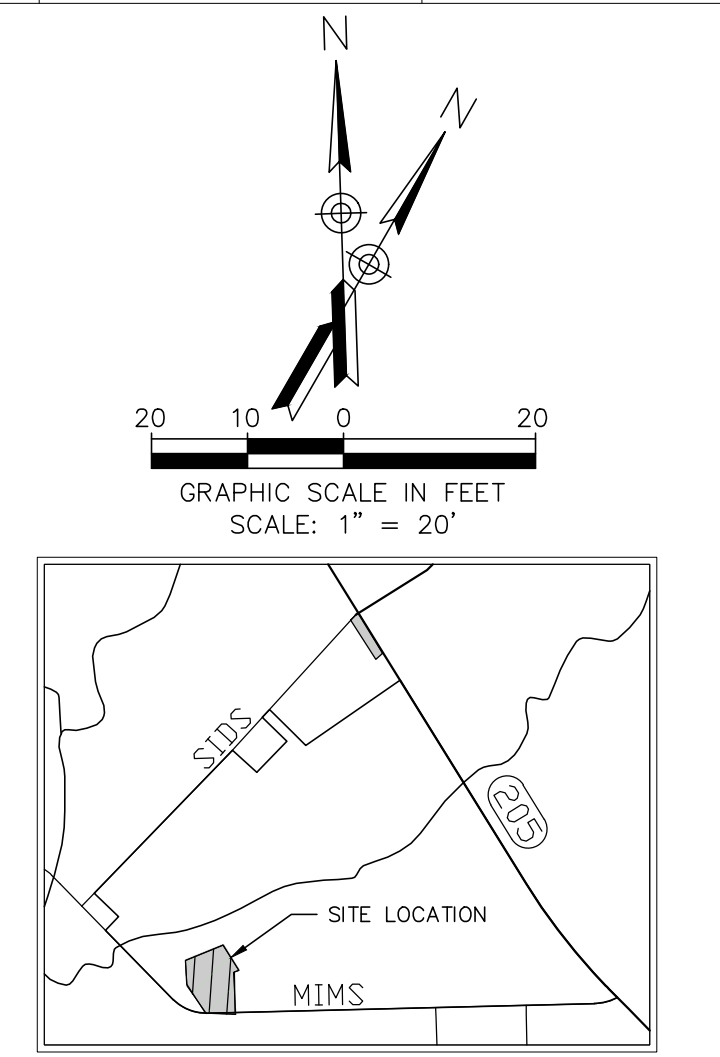 N
N
20 10 0 20
GRAPHIC SCALE IN FEET
SCALE: 1” = 20’
SIDS
205
SITE LOCATION
MIMS